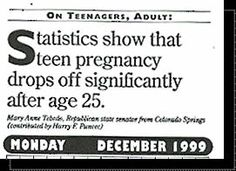 ON TEENAGERS, ADULT:
Statistics show that
teen pregnancy
drops off significantly
after age 25.
Mary Anne Tebedo, Republican state senator from Colorado Springs
(contributed by Harry F. Puncec)
MONDAY DECEMBER 1999